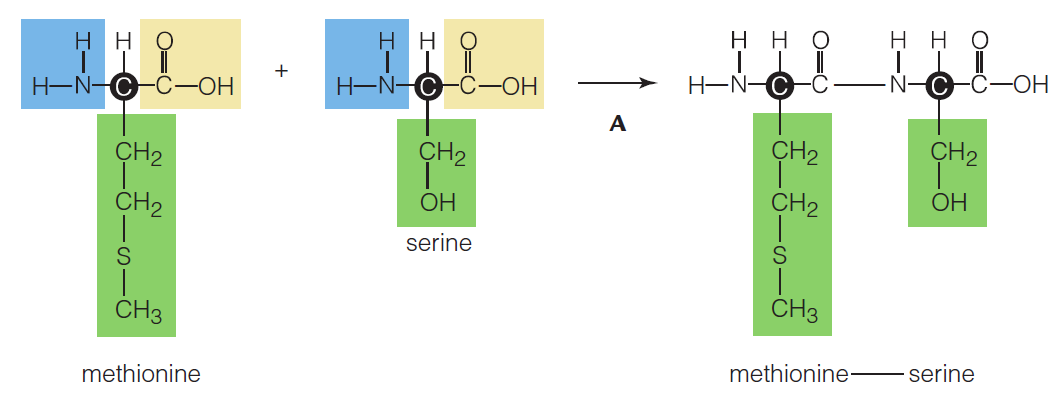 H H O H H O H H O H H O
H—N—C—C—OH + H—N—C—C—OH H—N—C—C—N—C—C—OH
A
CH2 CH2 CH2 CH2
CH2 OH CH2 OH
serine
S S
CH3 CH3
methionine methionine—serine